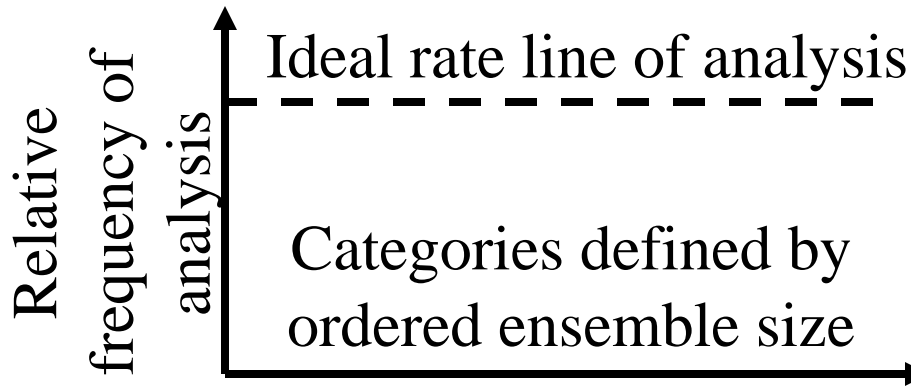 Relative
frequency of
analysis
Ideal rate line of analysis
Categories defined by
ordered ensemble size